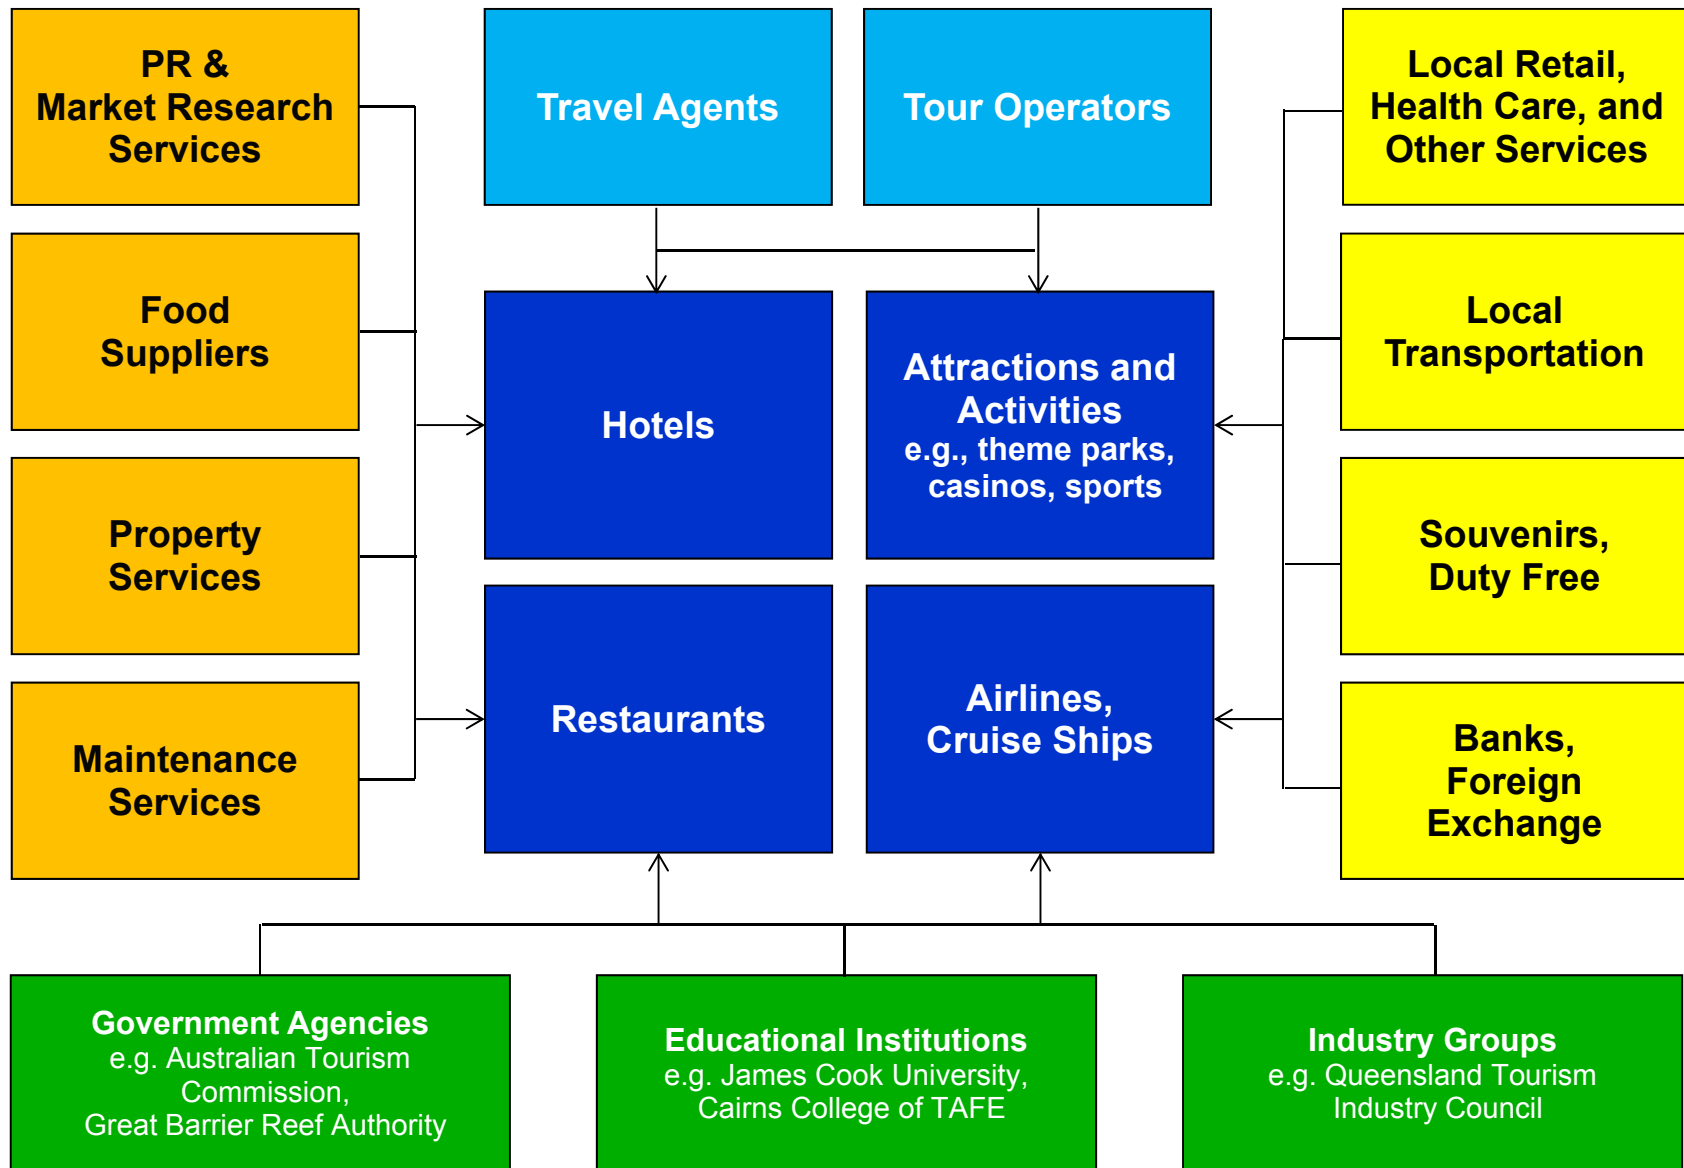 PR &
Market Research
Services
Travel Agents
Tour Operators
Local Retail,
Health Care, and
Other Services
Food
Suppliers
Hotels
Attractions and
Activities
e.g., theme parks,
casinos, sports
Local
Transportation
Property
Services
Souvenirs,
Duty Free
Maintenance
Services
Restaurants
Airlines,
Cruise Ships
Banks,
Foreign
Exchange
Government Agencies
e.g. Australian Tourism
Commission,
Great Barrier Reef Authority
Educational Institutions
e.g. James Cook University,
Cairns College of TAFE
Industry Groups
e.g. Queensland Tourism
Industry Council